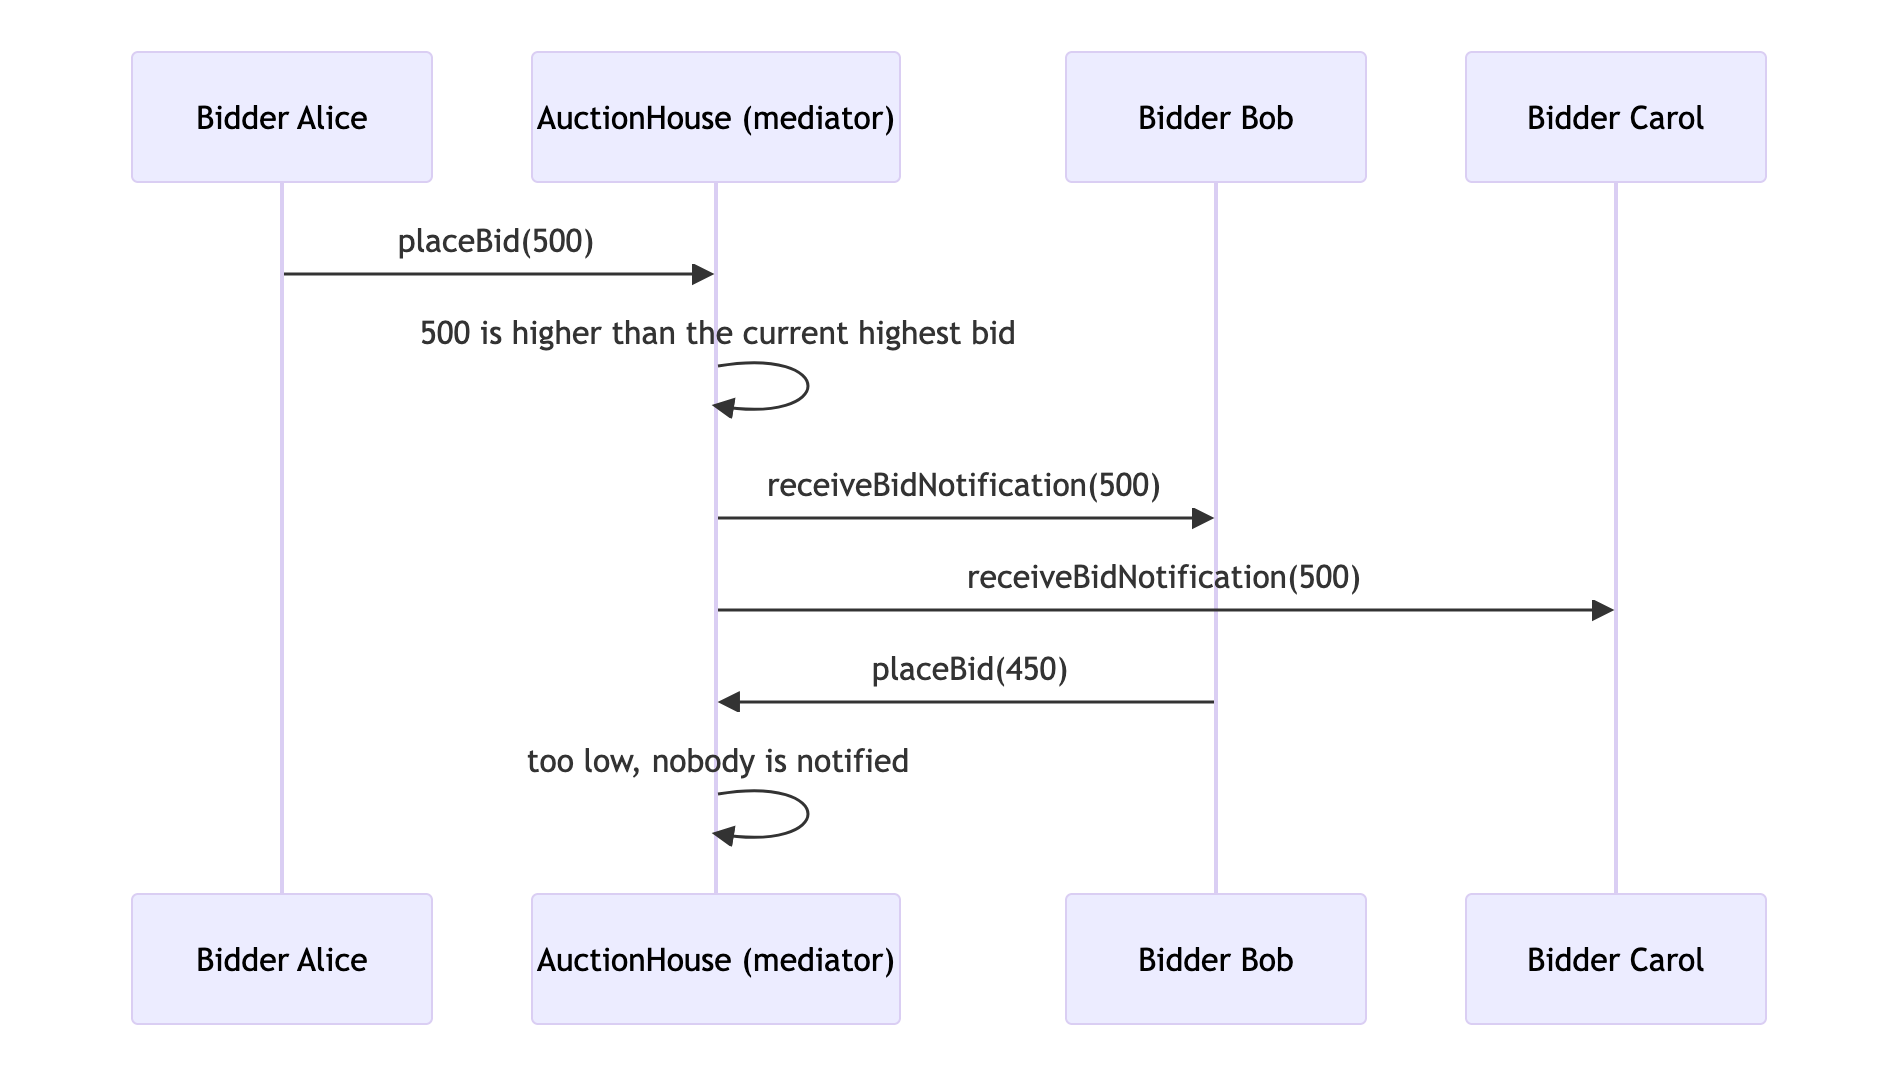 Bidder Alice
AuctionHouse (mediator)
Bidder Bob
Bidder Carol
placeBid(500)
500 is higher than the current highest bid
receiveBidNotification(500)
receiveBidNotification(500)
placeBid(450)
too low, nobody is notified
Bidder Alice
AuctionHouse (mediator)
Bidder Bob
Bidder Carol